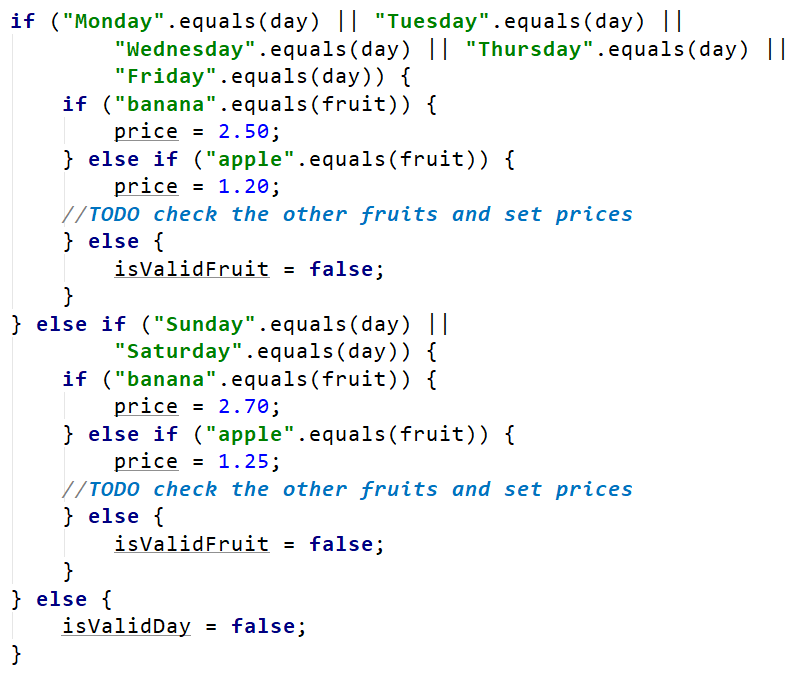 if ("Monday".equals(day) || "Tuesday".equals(day) ||
        "Wednesday".equals(day) || "Thursday".equals(day) ||
        "Friday".equals(day)) {
    if ("banana".equals(fruit)) {
        price = 2.50;
    } else if ("apple".equals(fruit)) {
        price = 1.20;
    //TODO check the other fruits and set prices
    } else {
        isValidFruit = false;
    }
} else if ("Sunday".equals(day) ||
        "Saturday".equals(day)) {
    if ("banana".equals(fruit)) {
        price = 2.70;
    } else if ("apple".equals(fruit)) {
        price = 1.25;
    //TODO check the other fruits and set prices
    } else {
        isValidFruit = false;
    }
} else {
    isValidDay = false;
}